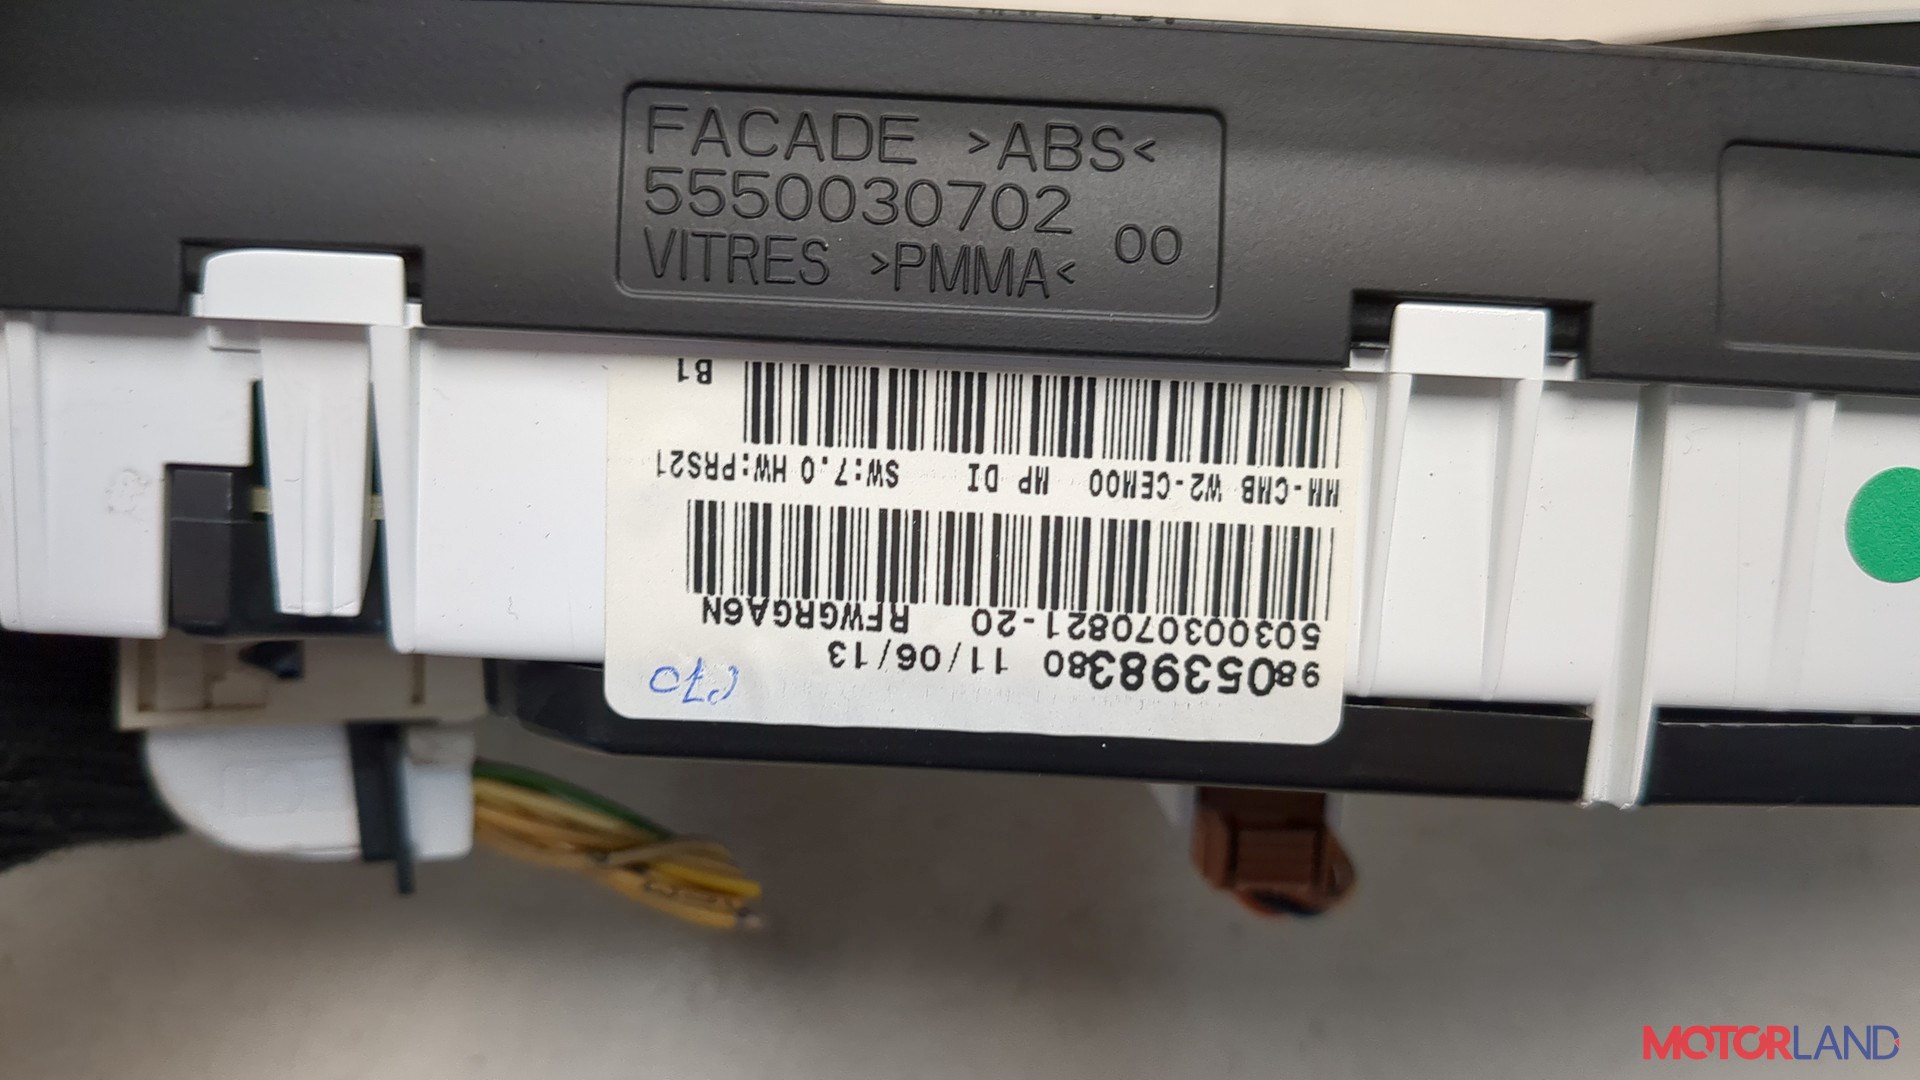 FACADE >ABS<
5550030702
VITRES >PMMA<
00
9805398380 11/06/13
503003070821-20 RFWGRGA6N
MM-CMB W2-CEM00 MP DI SW:7.0 HW:PRS21
B1
MOTORLAND